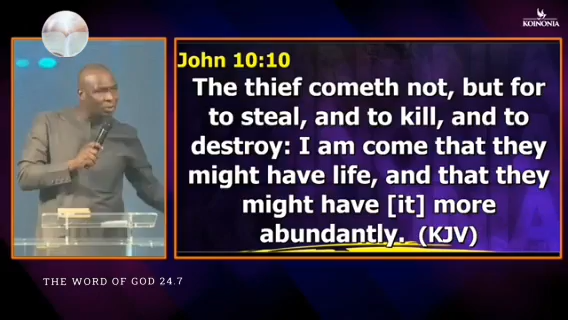 KOINONIA
John 10:10
The thief cometh not, but for
to steal, and to kill, and to
destroy: I am come that they
might have life, and that they
might have [it] more
abundantly. (KJV)
THE WORD OF GOD 24.7